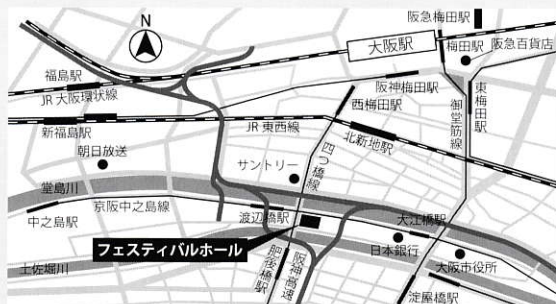 N
阪急梅田駅
大阪駅
梅田駅
阪急百貨店
福島駅
JR大阪環状線
阪神梅田駅
西梅田駅
御堂筋線
東梅田駅
新福島駅
JR東西線
北新地駅
朝日放送
サントリー
四つ橋線
堂島川
中之島駅
京阪中之島線
渡辺橋駅
大江橋駅
フェスティバルホール
日本銀行
大阪市役所
土佐堀川
肥後橋駅
阪神高速
淀屋橋駅